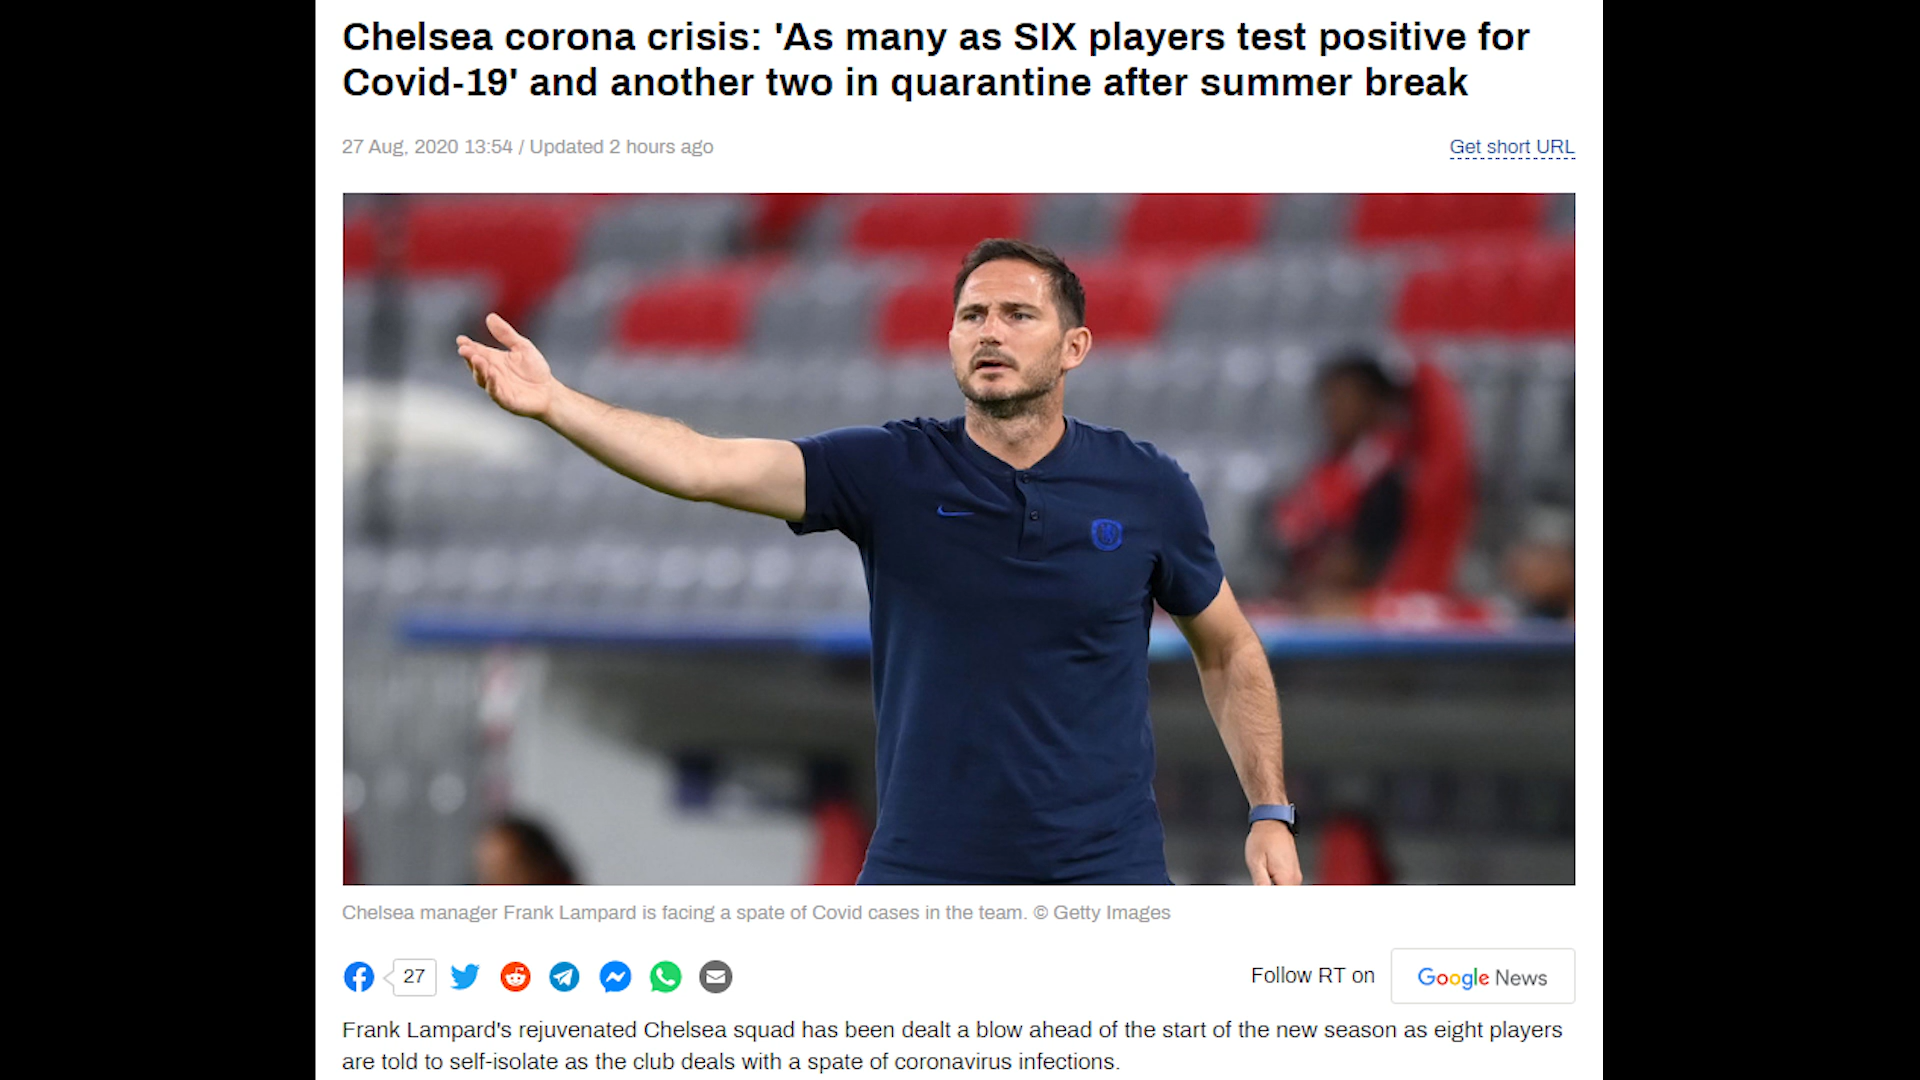 Chelsea corona crisis: 'As many as SIX players test positive for
Covid-19' and another two in quarantine after summer break
27 Aug, 2020 13:54 / Updated 2 hours ago
Get short URL
Chelsea manager Frank Lampard is facing a spate of Covid cases in the team. © Getty Images
27
Follow RT on
Google News
Frank Lampard's rejuvenated Chelsea squad has been dealt a blow ahead of the start of the new season as eight players
are told to self-isolate as the club deals with a spate of coronavirus infections.